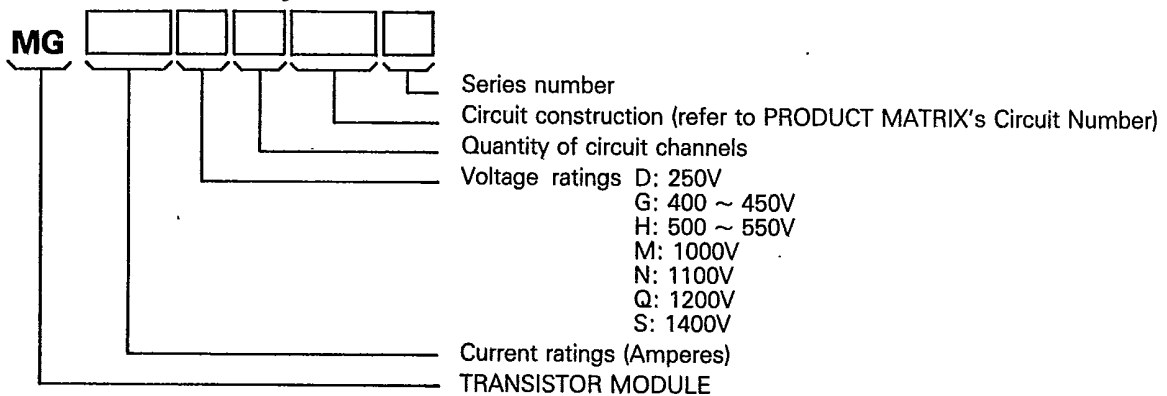 MG
Series number
Circuit construction (refer to PRODUCT MATRIX's Circuit Number)
Quantity of circuit channels
Voltage ratings D: 250V
G: 400 ~ 450V
H: 500 ~ 550V
M: 1000V
N: 1100V
Q: 1200V
S: 1400V
Current ratings (Amperes)
TRANSISTOR MODULE